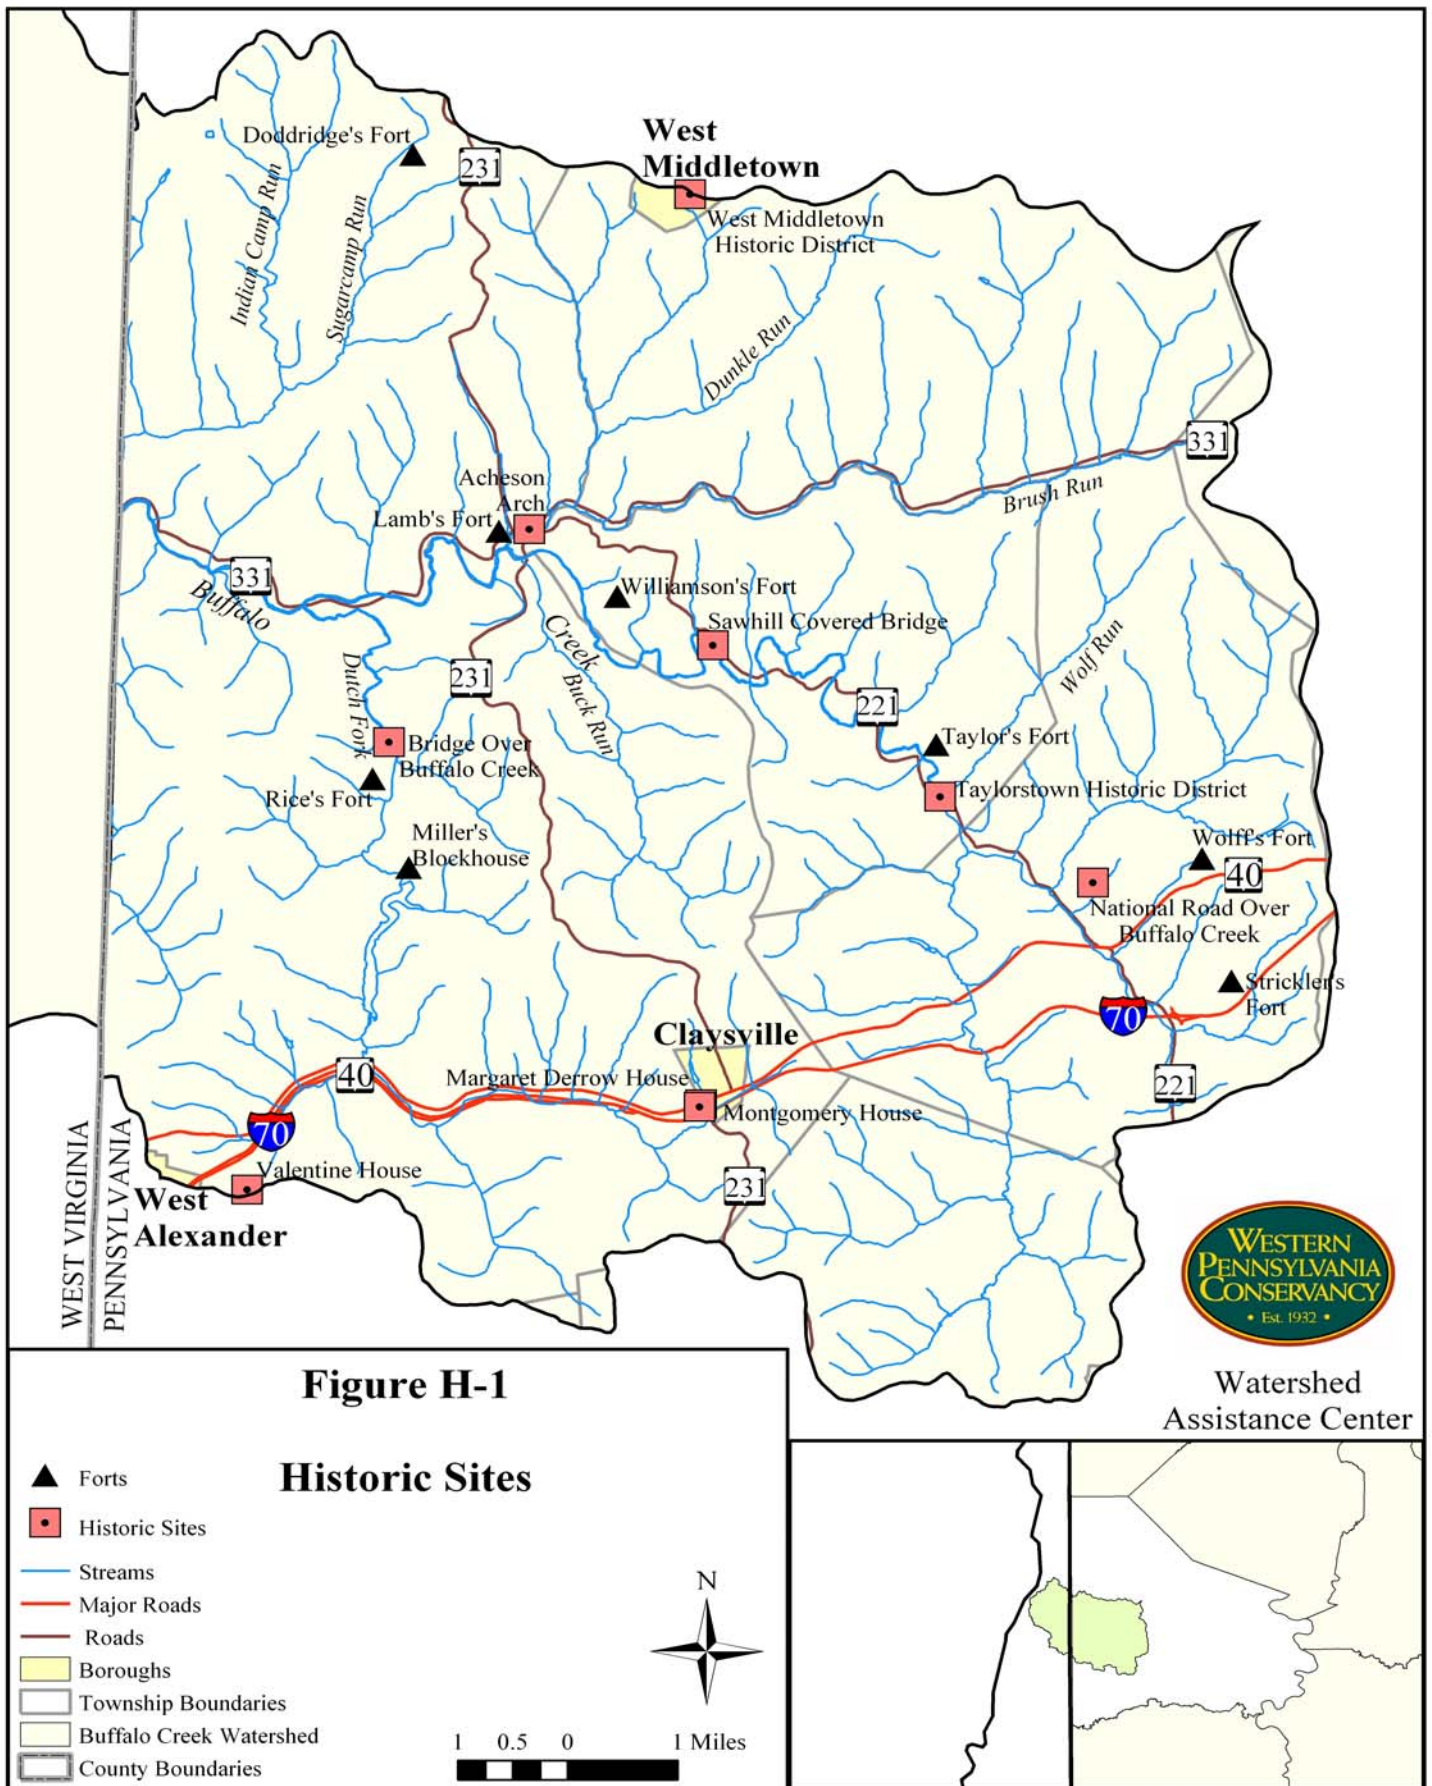 West
Middletown
Doddridge's Fort
231
West Middletown
Historic District
Indian Camp Run
Sugarcamp Run
Dunkle Run
331
Acheson
Arch
Brush Run
Lamb's Fort
331
Buffalo
Williamson's Fort
Sawhill Covered Bridge
Creek
Wolf Run
Dutch Fork
231
Buck Run
221
Taylor's Fort
Bridge Over
Buffalo Creek
Rice's Fort
Taylorstown Historic District
Miller's
Blockhouse
Wolff's Fort
40
National Road Over
Buffalo Creek
Strickler's
Fort
70
Claysville
40
Margaret Derrow House
221
Montgomery House
70
Valentine House
231
West
Alexander
WEST VIRGINIA
PENNSYLVANIA
WESTERN
PENNSYLVANIA
CONSERVANCY
• Est. 1932 •
Watershed
Assistance Center
Figure H-1
Historic Sites
Forts
Historic Sites
Streams
Major Roads
Roads
Boroughs
Township Boundaries
Buffalo Creek Watershed
County Boundaries
N
1 0.5 0 1 Miles